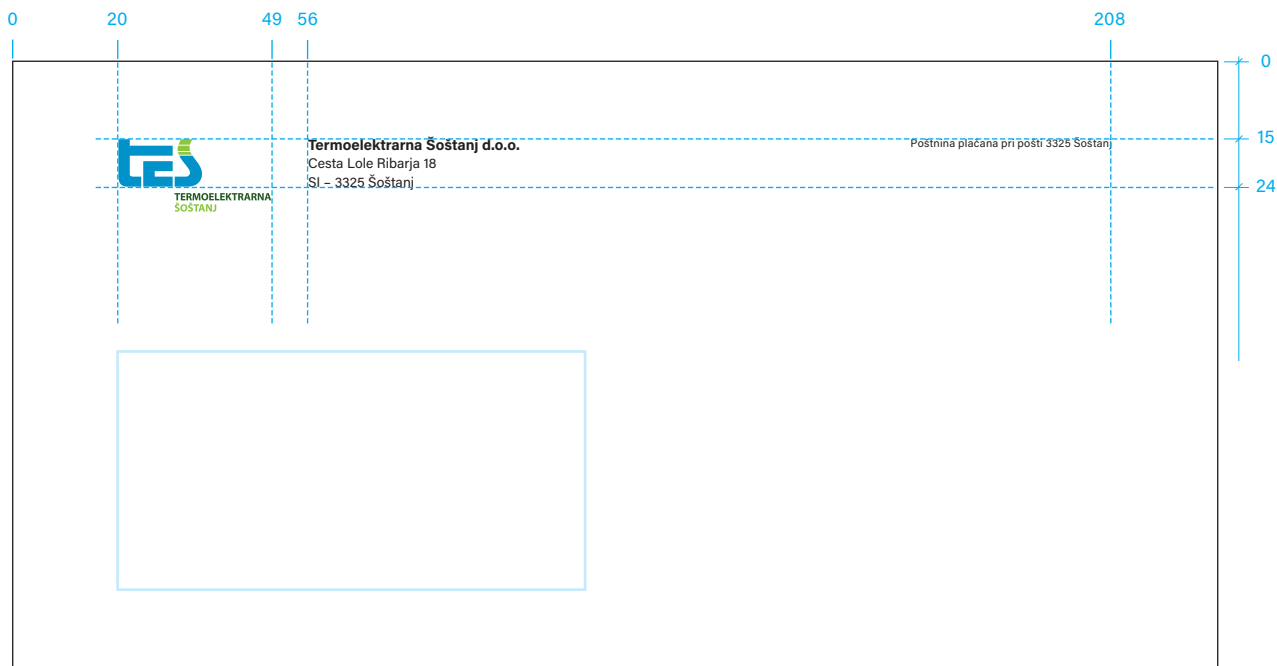 0 20 49 56 208
0
15
24
teš
TERMOELEKTRARNA
ŠOŠTANJ
Termoelektrarna Šoštanj d.o.o.
Cesta Lole Ribarja 18
SI – 3325 Šoštanj
Poštnina plačana pri pošti 3325 Šoštanj